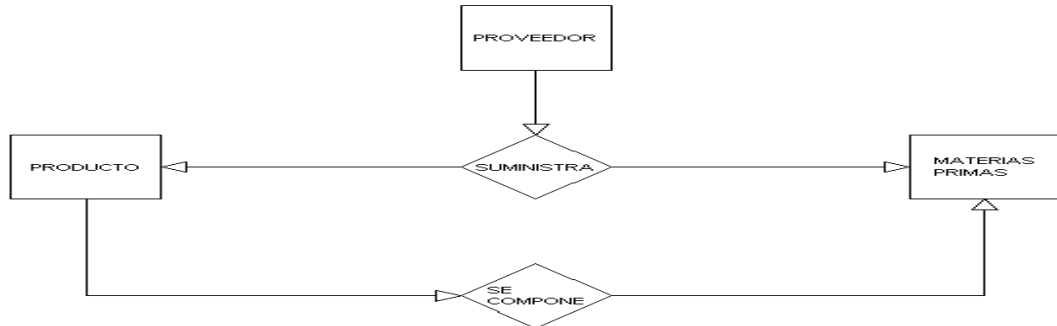 PROVEEDOR
PRODUCTO
SUMINISTRA
MATERIAS
PRIMAS
SE
COMPONE